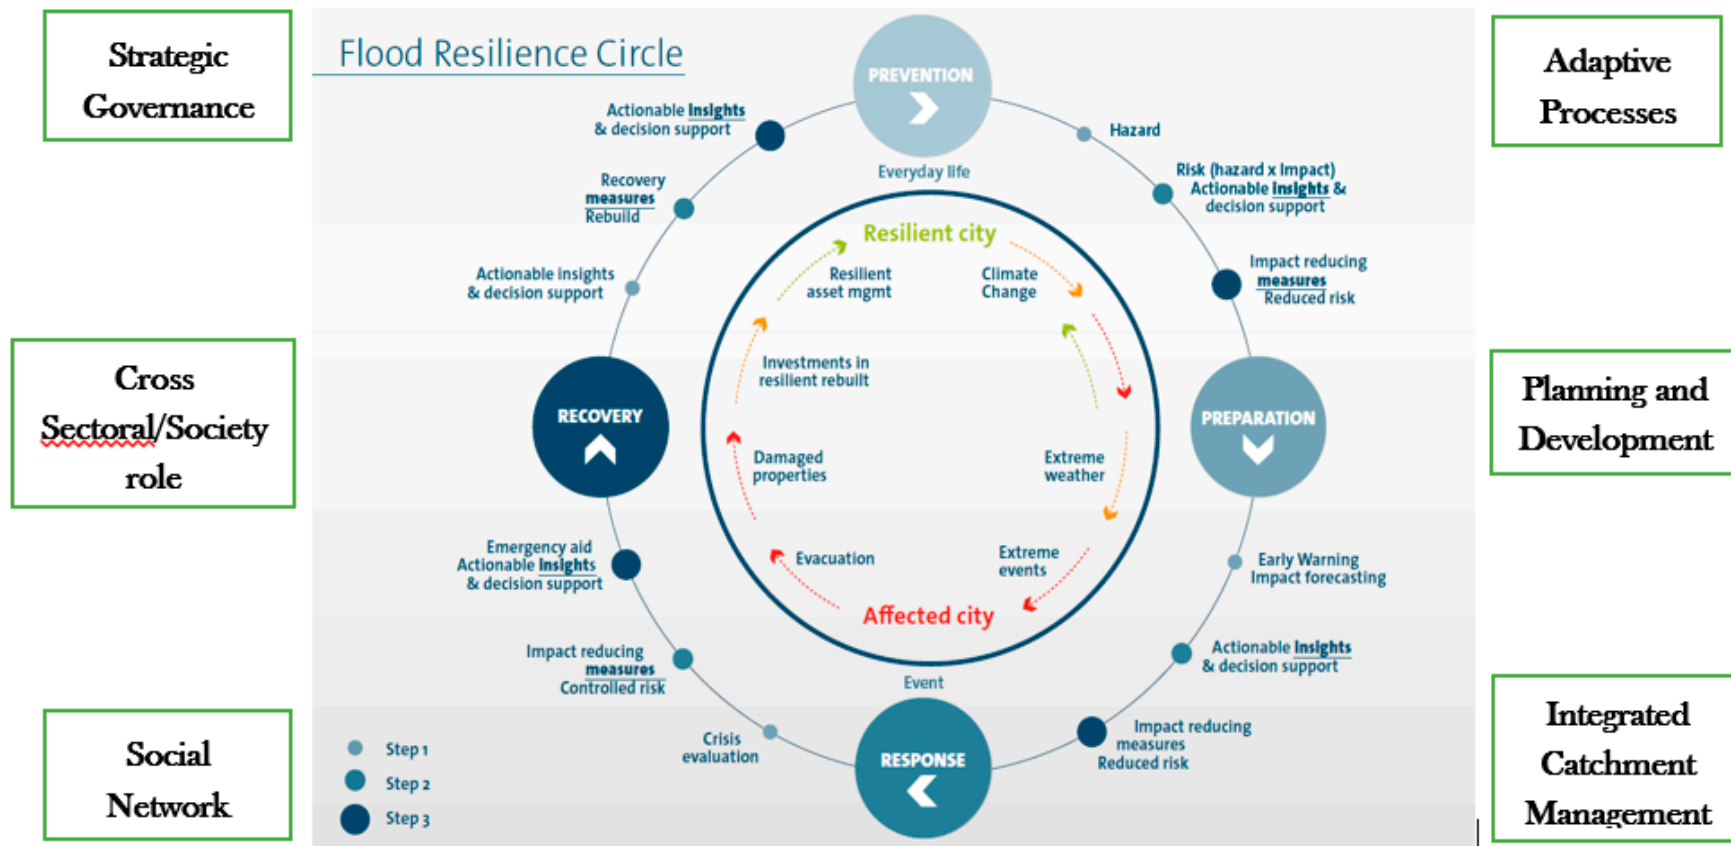 Strategic
Governance
Cross
Sectoral/Society
role
Social
Network
Flood Resilience Circle
PREVENTION
Everyday life
Hazard
Risk (hazard x Impact)
Actionable insights &
decision support
Impact reducing
measures
Reduced risk
PREPARATION
Early Warning
Impact forecasting
Actionable insights
& decision support
Impact reducing
measures
Reduced risk
Event
RESPONSE
Crisis
evaluation
Impact reducing
measures
Controlled risk
Emergency aid
Actionable insights
& decision support
RECOVERY
Actionable insights
& decision support
Recovery
measures
Rebuild
Actionable insights
& decision support
Resilient city
Climate
Change
Extreme
weather
Extreme
events
Affected city
Evacuation
Damaged
properties
Investments in
resilient rebuilt
Resilient
asset mgmt
Step 1
Step 2
Step 3
Adaptive
Processes
Planning and
Development
Integrated
Catchment
Management